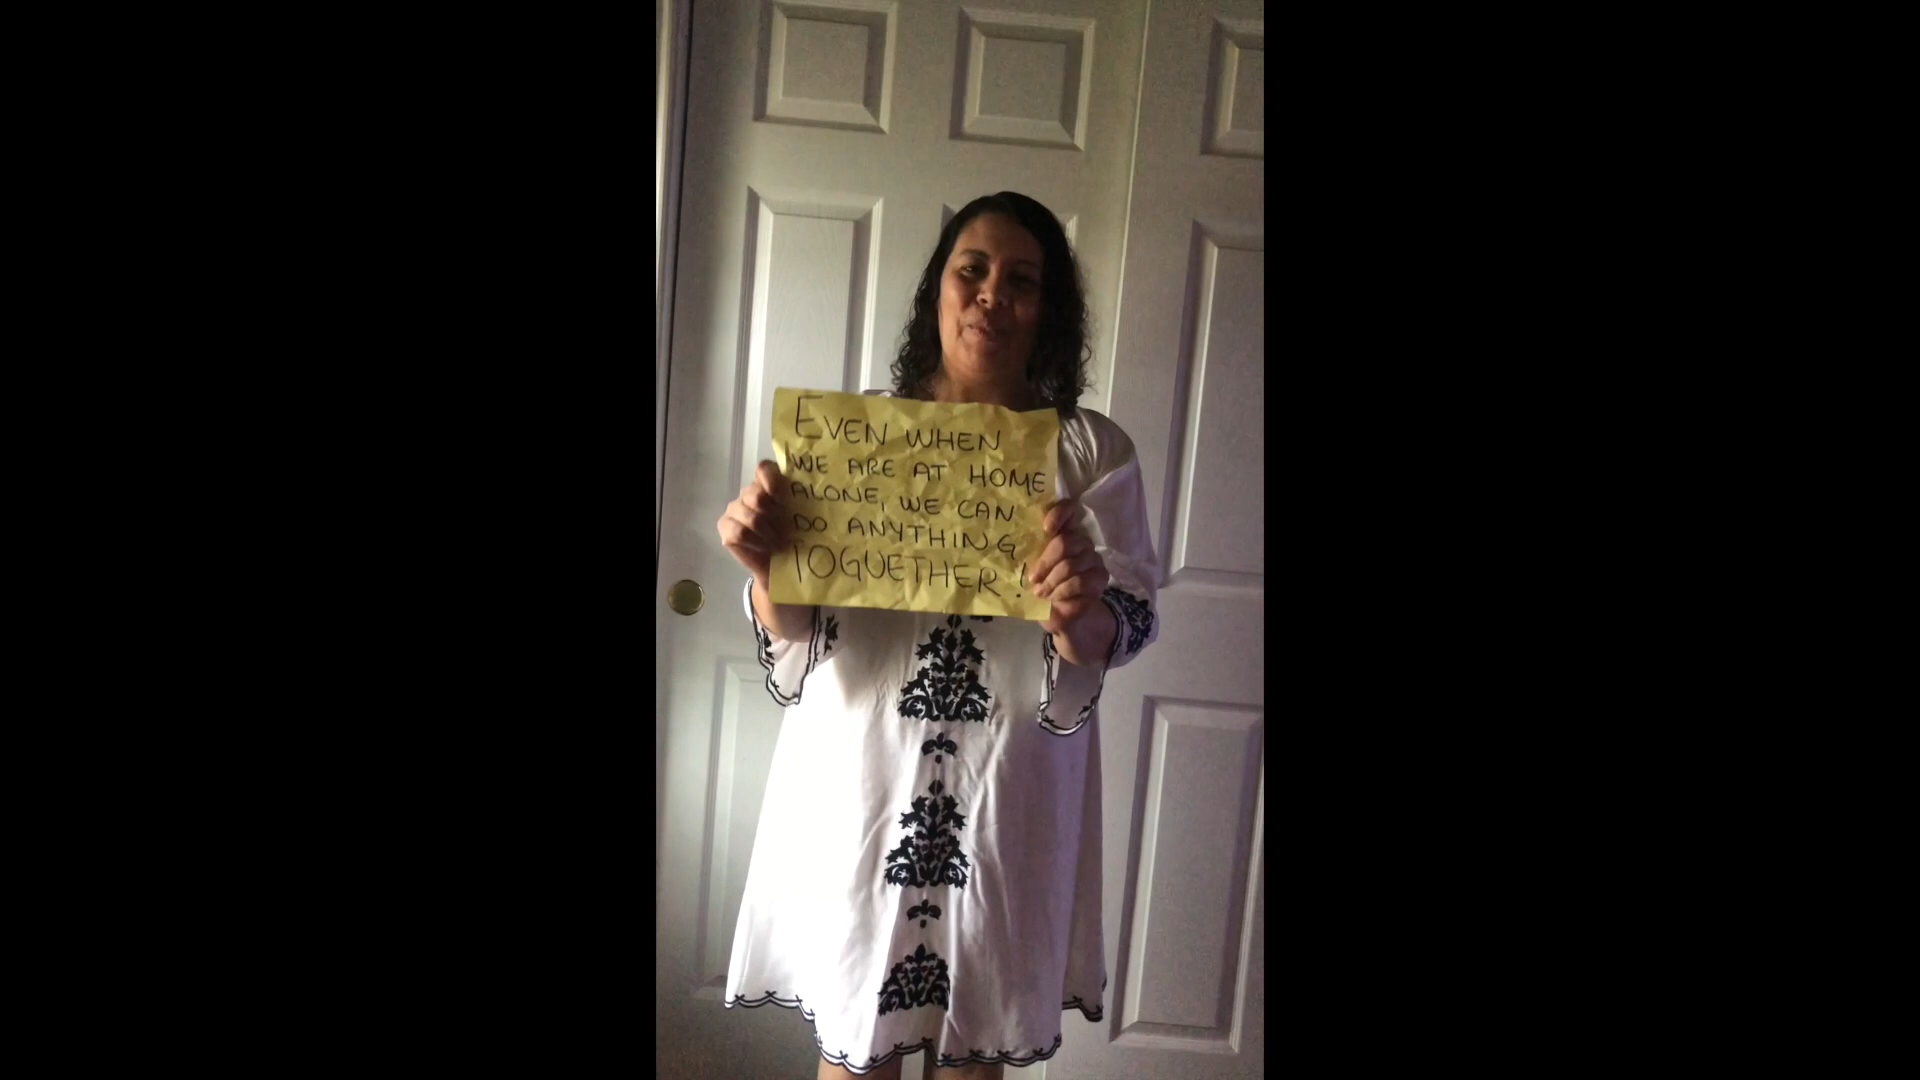 EVEN WHEN
WE ARE AT HOME
ALONE, WE CAN
DO ANYTHING
TOGUETHER!